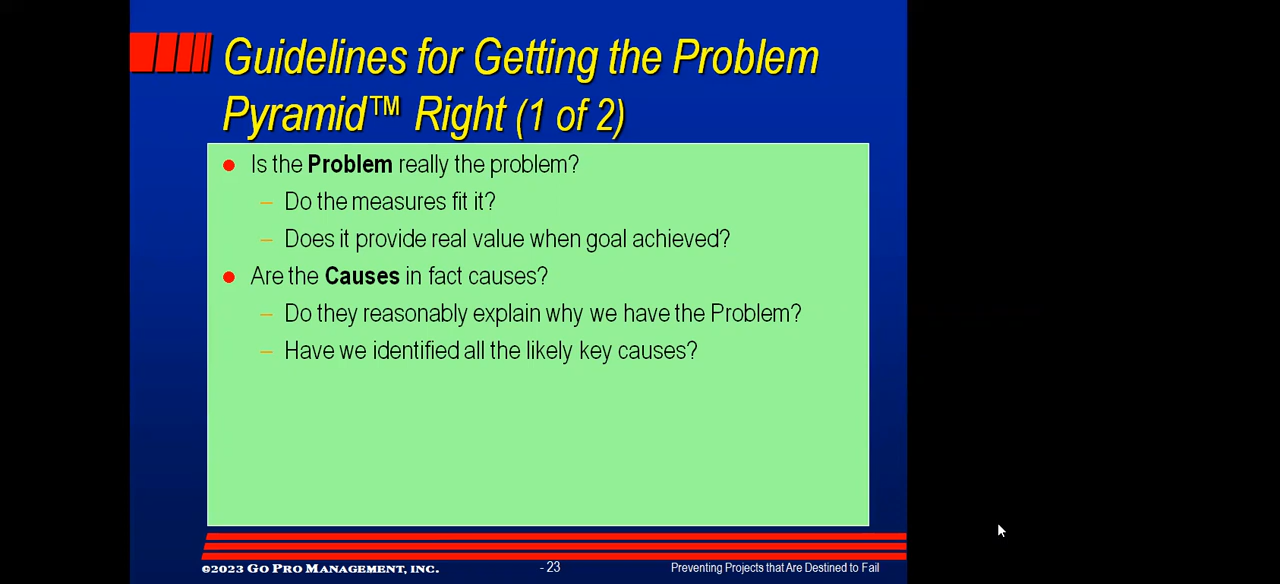 Guidelines for Getting the Problem
Pyramid™ Right (1 of 2)
Is the Problem really the problem?
– Do the measures fit it?
– Does it provide real value when goal achieved?
Are the Causes in fact causes?
– Do they reasonably explain why we have the Problem?
– Have we identified all the likely key causes?
©2023 GO PRO MANAGEMENT, INC.
- 23
Preventing Projects that Are Destined to Fail